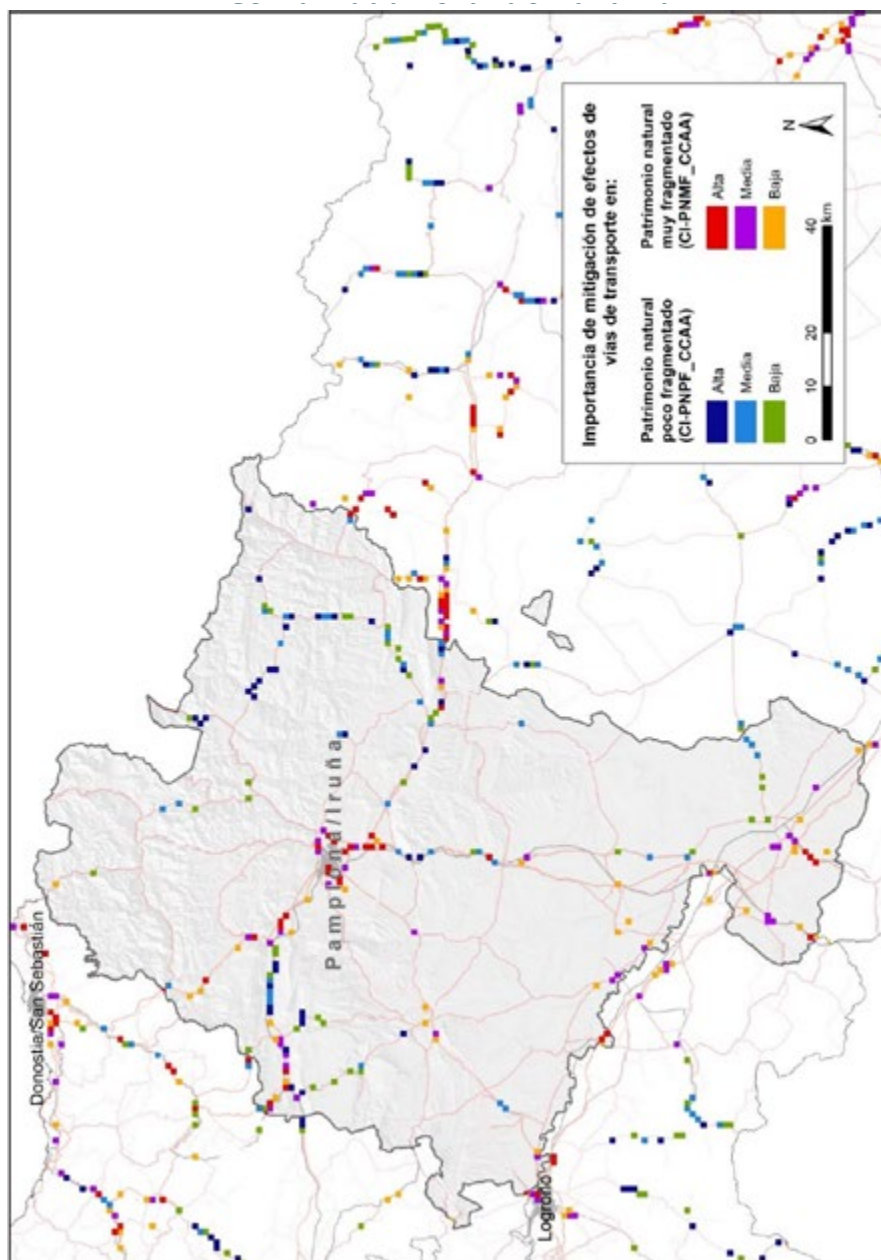 Donostia/San Sebastián
Pamplona/Iruña
Logroño
Importancia de mitigación de efectos de
vías de transporte en:
Patrimonio natural
poco fragmentado
(CI-PNPF_CCAA)
Alta
Media
Baja
Patrimonio natural
muy fragmentado
(CI-PNMF_CCAA)
Alta
Media
Baja
N
0 10 20 40
km